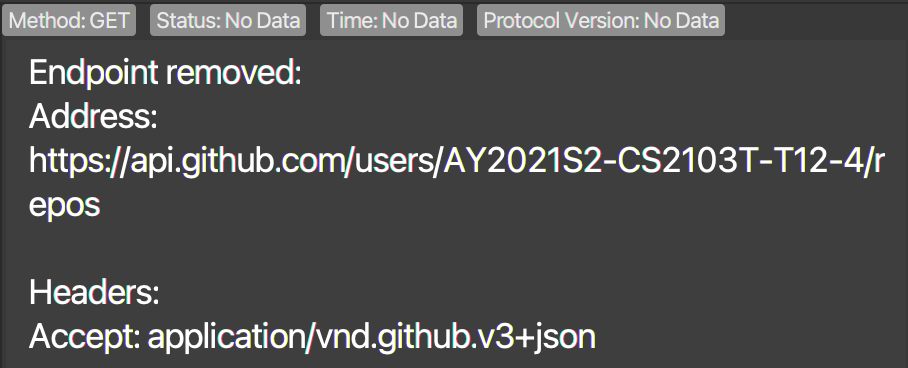 Method: GET Status: No Data Time: No Data Protocol Version: No Data
Endpoint removed:
Address:
https://api.github.com/users/AY2021S2-CS2103T-T12-4/r
epos
Headers:
Accept: application/vnd.github.v3+json